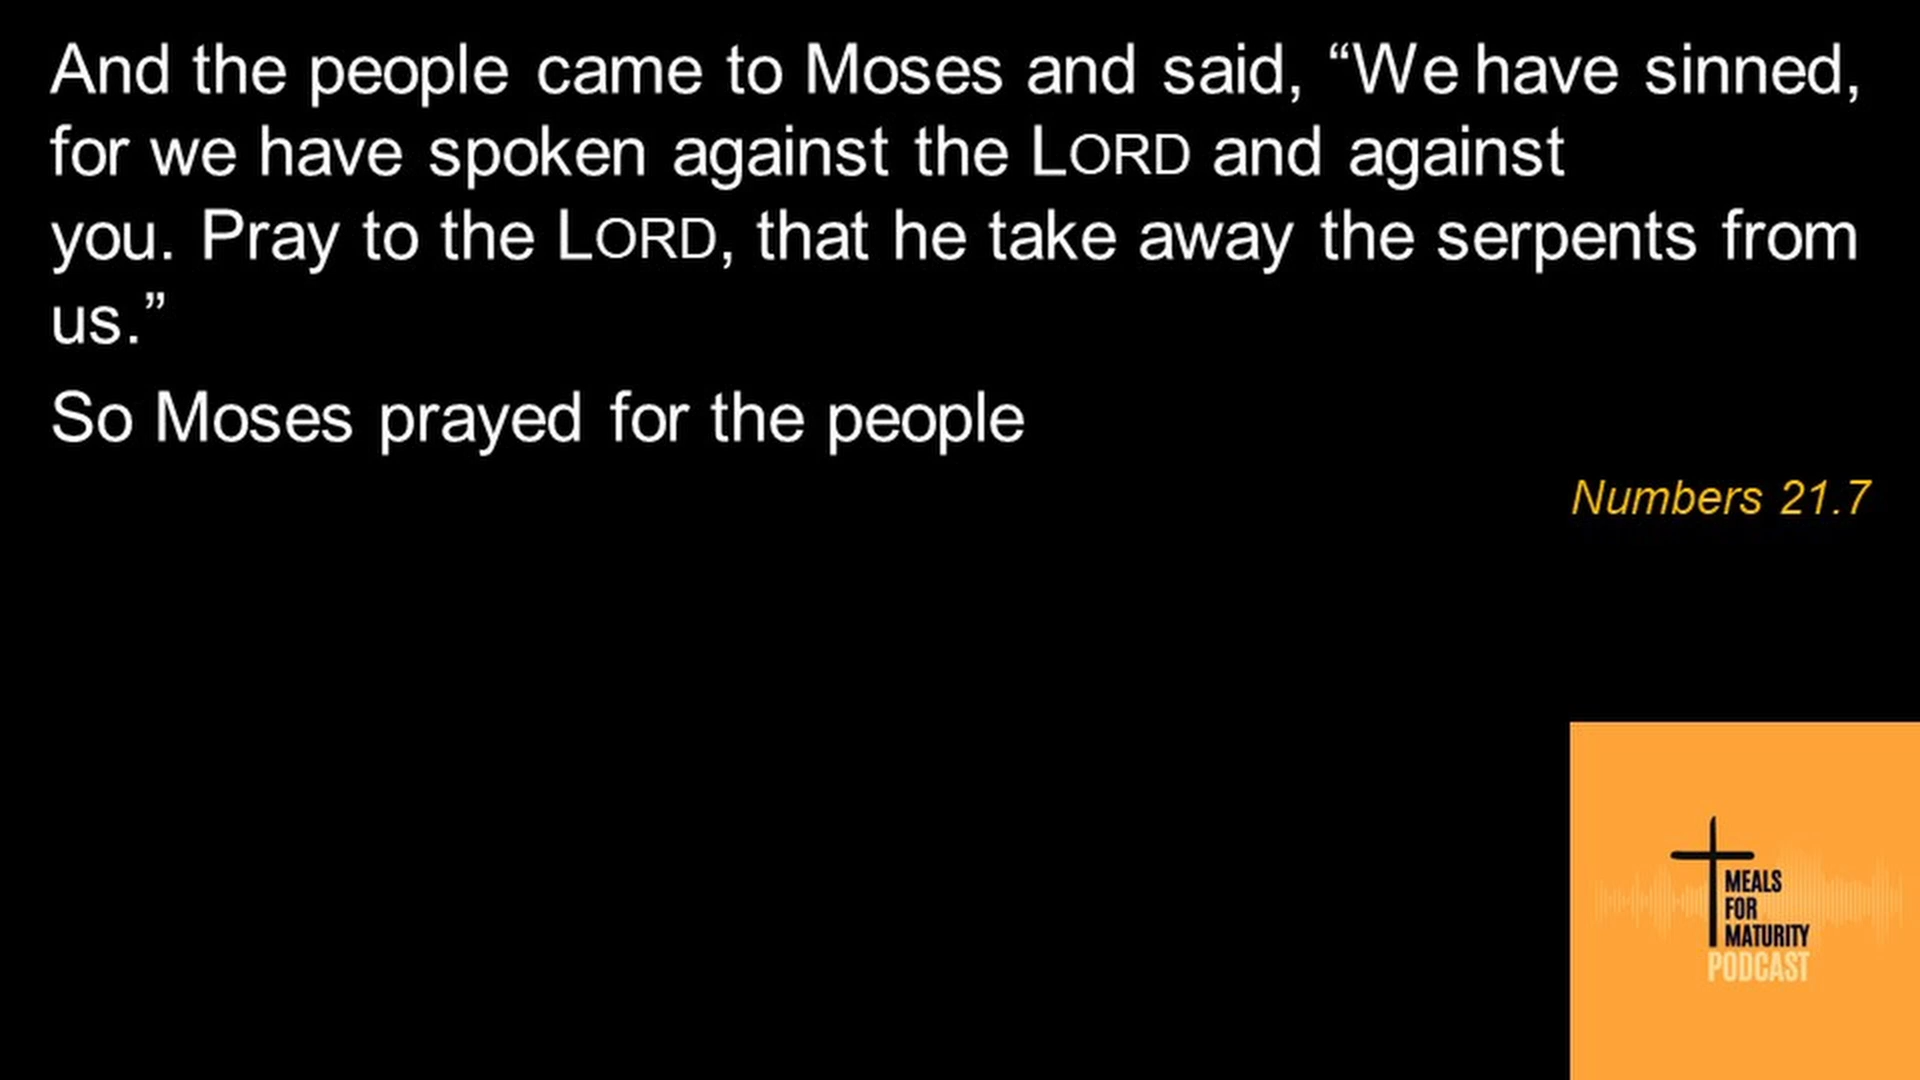 And the people came to Moses and said, “We have sinned,
for we have spoken against the LORD and against
you. Pray to the LORD, that he take away the serpents from
us.”
So Moses prayed for the people
Numbers 21.7
MEALS
FOR
MATURITY
PODCAST